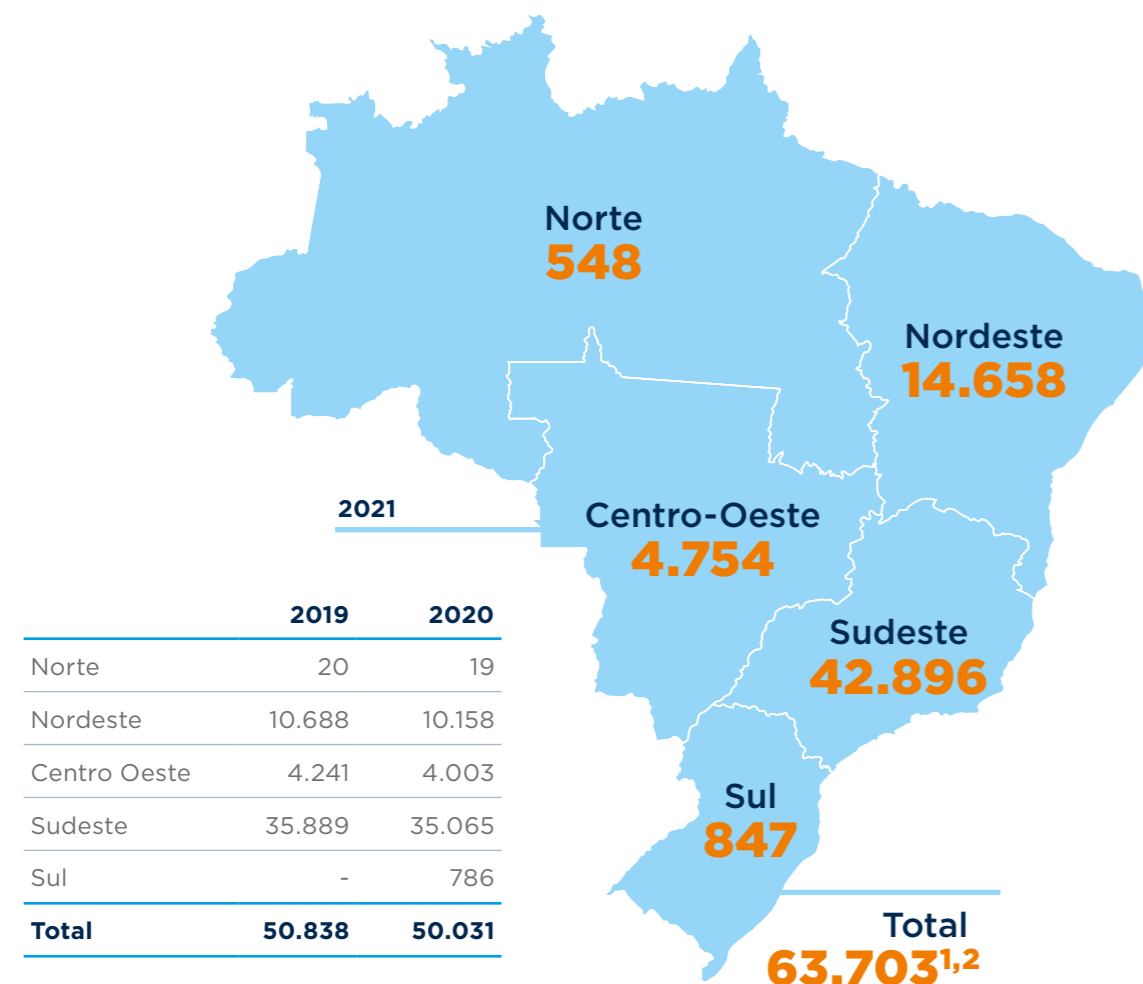 Norte
548
Nordeste
14.658
2021
Centro-Oeste
4.754
Sudeste
42.896
Sul
847
Total
63.703¹,²
2019 2020
Norte 20 19
Nordeste 10.688 10.158
Centro Oeste 4.241 4.003
Sudeste 35.889 35.065
Sul - 786
Total 50.838 50.031